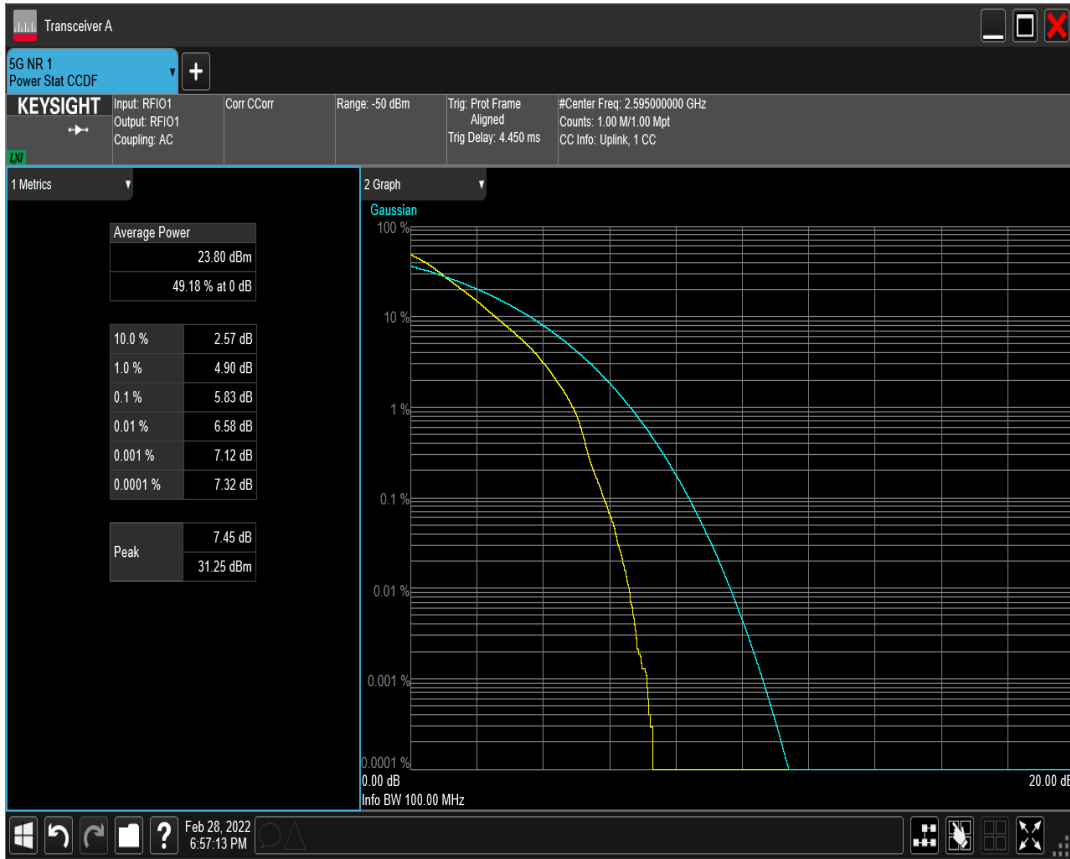 Transceiver A
5G NR 1
Power Stat CCDF
+
KEYSIGHT
LXI
Input: RFIO1
Output: RFIO1
Coupling: AC
Corr CCorr
Range: -50 dBm
Trig: Prot Frame
Aligned
Trig Delay: 4.450 ms
#Center Freq: 2.595000000 GHz
Counts: 1.00 M/1.00 Mpt
CC Info: Uplink, 1 CC
1 Metrics
Average Power
23.80 dBm
49.18 % at 0 dB
10.0 % 2.57 dB
1.0 % 4.90 dB
0.1 % 5.83 dB
0.01 % 6.58 dB
0.001 % 7.12 dB
0.0001 % 7.32 dB
Peak 7.45 dB
31.25 dBm
2 Graph
Gaussian
100 %
10 %
1 %
0.1 %
0.01 %
0.001 %
0.0001 %
0.00 dB 20.00 dB
Info BW 100.00 MHz
?
Feb 28, 2022
6:57:13 PM